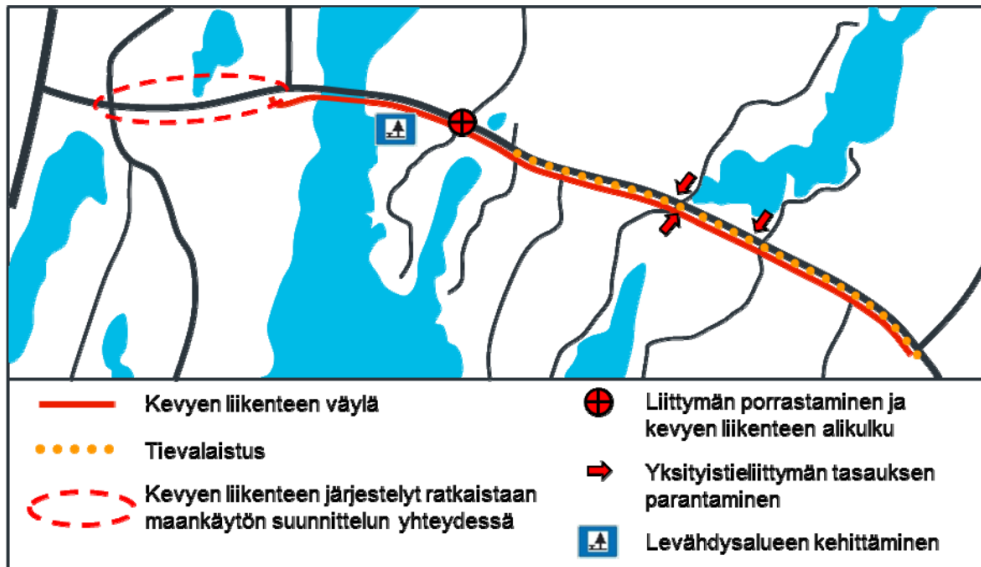 Kevyen liikenteen väylä
Tievalaistus
Kevyen liikenteen järjestelyt ratkaistaan
maankäytön suunnittelun yhteydessä
Liittymän porrastaminen ja
kevyen liikenteen alikulku
Yksityistieliittymän tasauksen
parantaminen
Levähdysalueen kehittäminen